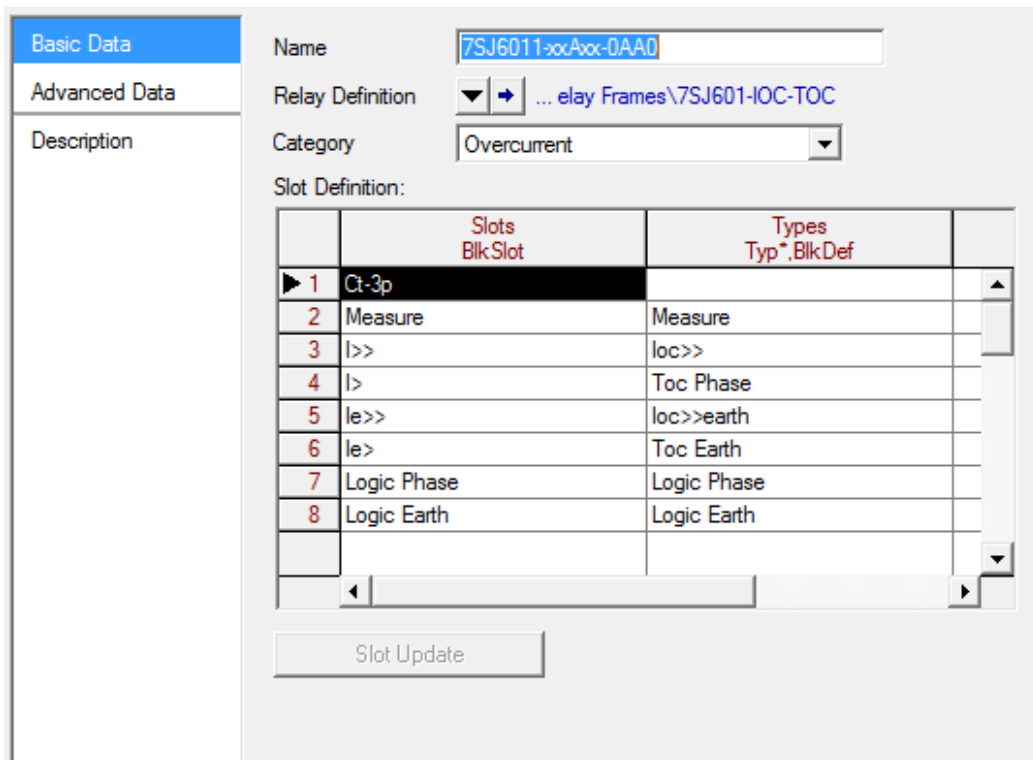 Basic Data
Advanced Data
Description
Name 7SJ6011-xxAxx-0AA0
Relay Definition ... elay Frames\7SJ601-IOC-TOC
Category Overcurrent
Slot Definition:
Slots Types
BlkSlot Typ*,BlkDef
1 Ct-3p
2 Measure Measure
3 I>> Ioc>>
4 I> Toc Phase
5 Ie>> Ioc>>earth
6 Ie> Toc Earth
7 Logic Phase Logic Phase
8 Logic Earth Logic Earth
Slot Update